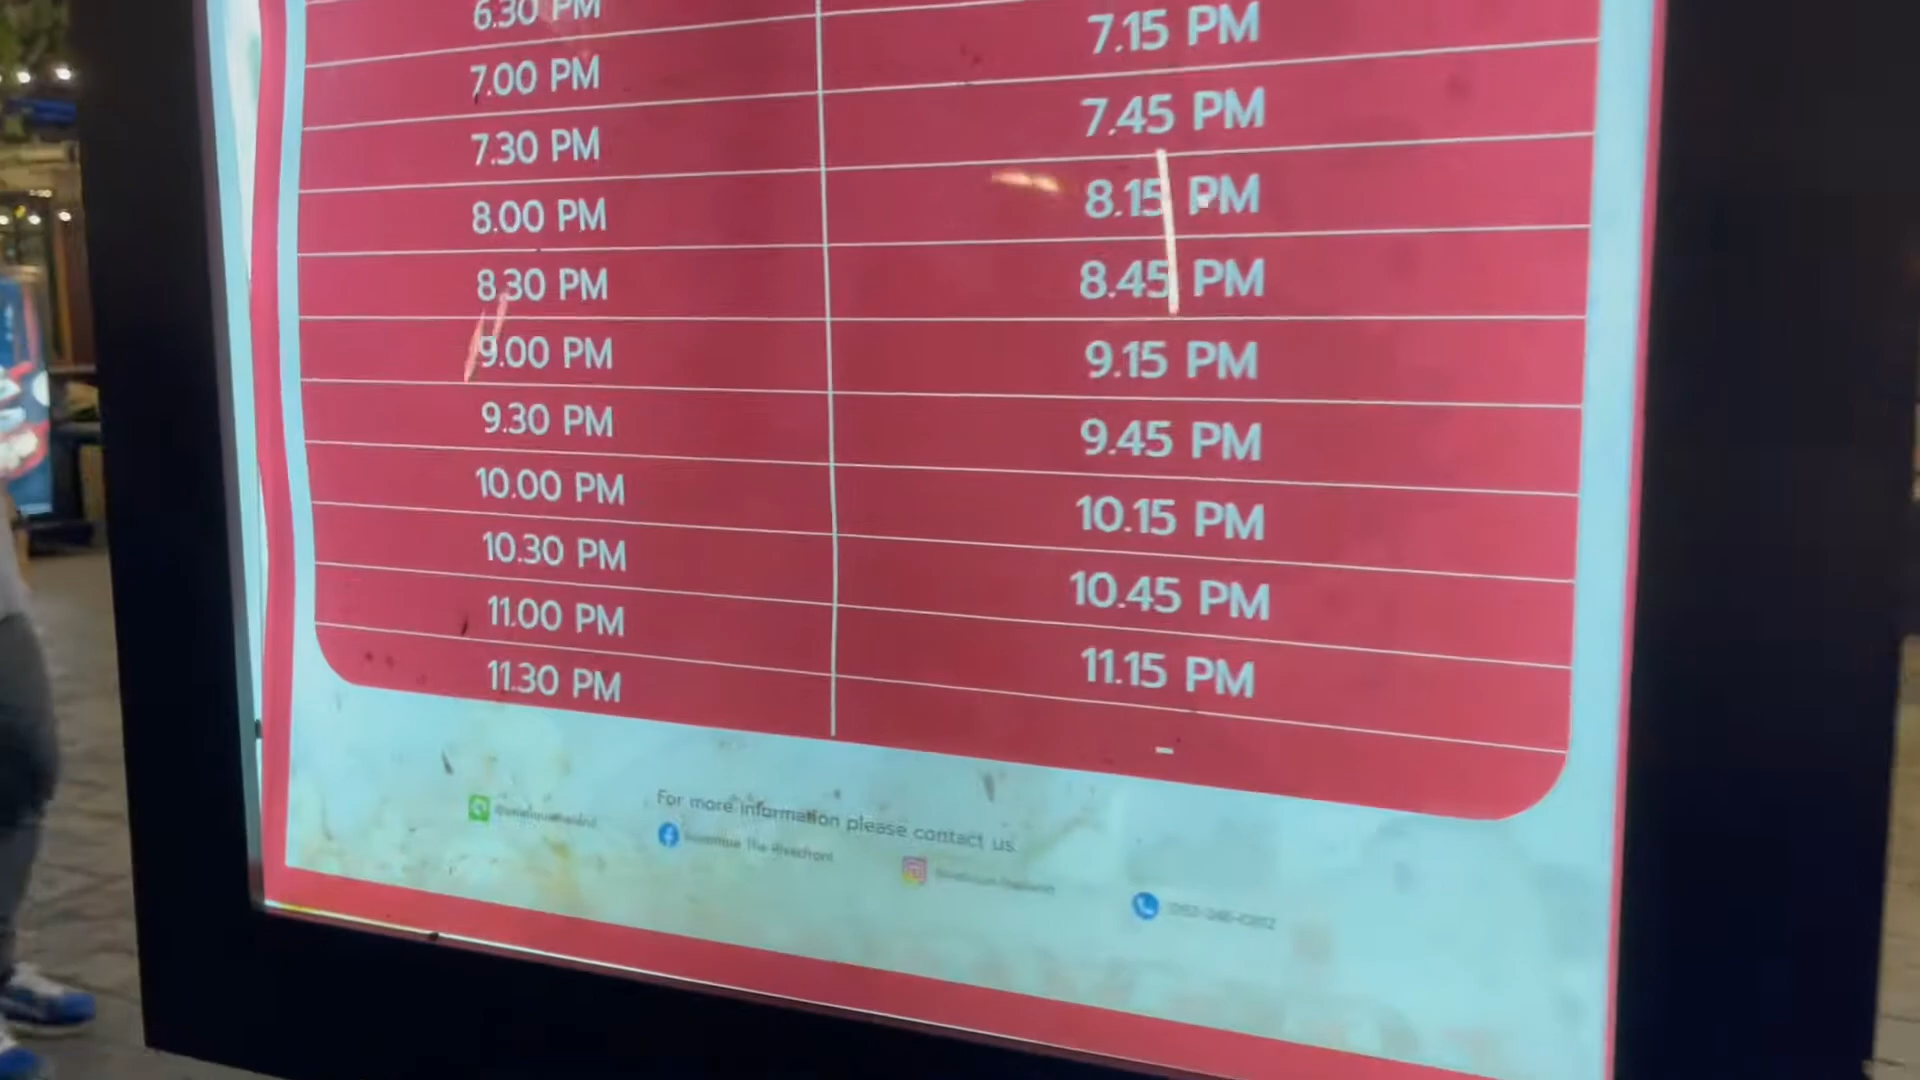 6.30 PM 7.15 PM
7.00 PM 7.45 PM
7.30 PM 8.15 PM
8.00 PM 8.45 PM
8.30 PM 9.15 PM
9.00 PM 9.45 PM
9.30 PM 10.15 PM
10.00 PM 10.45 PM
10.30 PM 11.15 PM
11.00 PM -
11.30 PM
For more information please contact us
The Riverfront